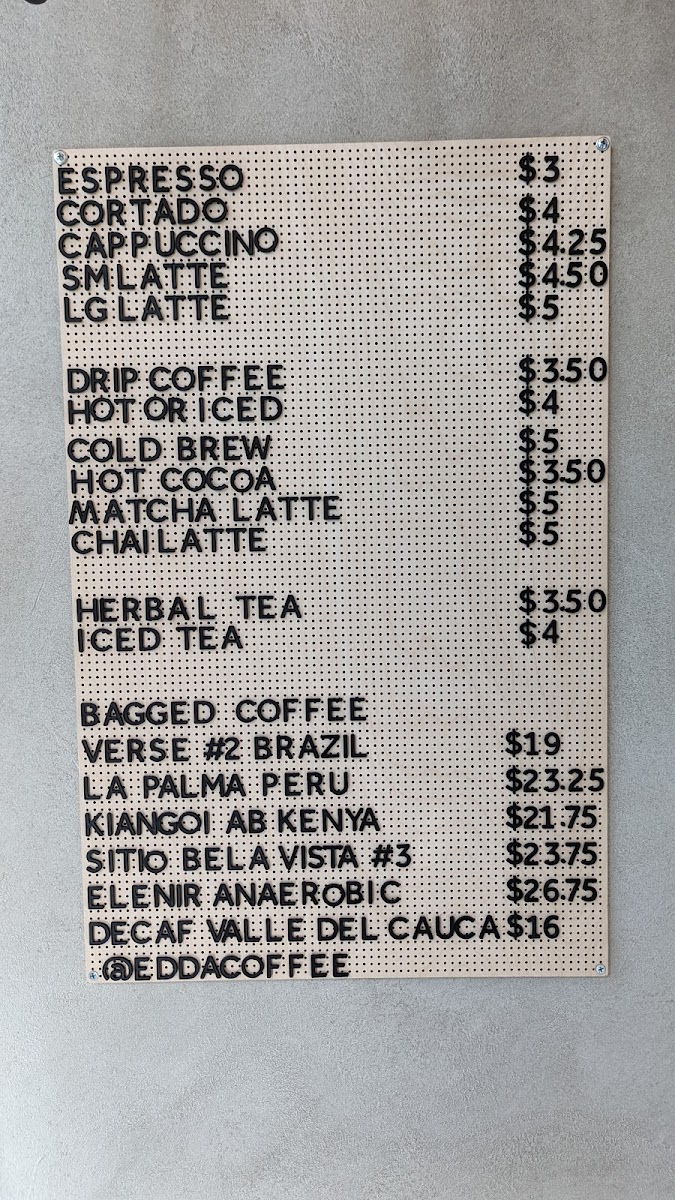 ESPRESSO $3
CORTADO $4
CAPPUCCINO $4.25
SM LATTE $4.50
LG LATTE $5
DRIP COFFEE $3.50
HOT OR ICED $4
COLD BREW $5
HOT COCOA $3.50
MATCHA LATTE $5
CHAI LATTE $5
HERBAL TEA $3.50
ICED TEA $4
BAGGED COFFEE
VERSE #2 BRAZIL $19
LA PALMA PERU $23.25
KIANGOI AB KENYA $21.75
SITIO BELA VISTA #3 $23.75
ELENIR ANAEROBIC $26.75
DECAF VALLE DEL CAUCA $16
@EDDACOFFEE